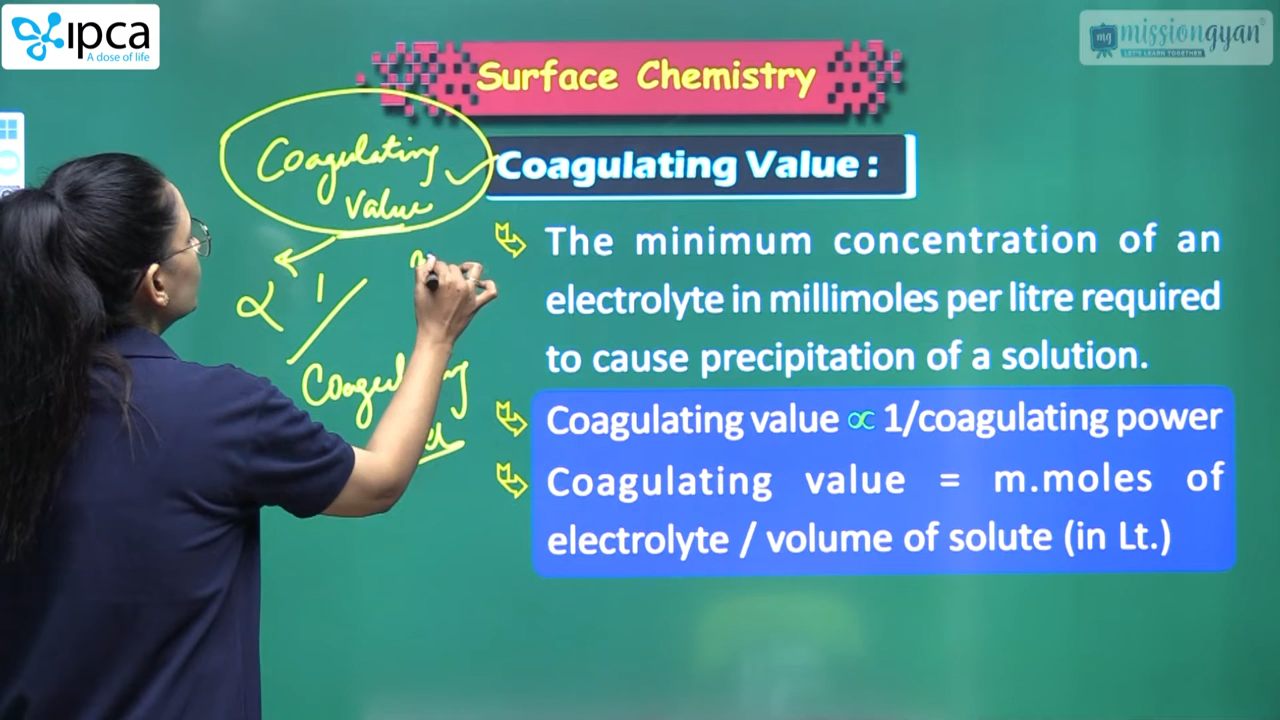 ipca
A dose of life
mg missiongyan
LET'S LEARN TOGETHER
Surface Chemistry
Coagulating
value
Coagulating Value :
The minimum concentration of an
electrolyte in millimoles per litre required
to cause precipitation of a solution.
∝ 1/
Coagulating value ∝ 1/coagulating power
Coagulating value = m.moles of
electrolyte / volume of solute (in Lt.)